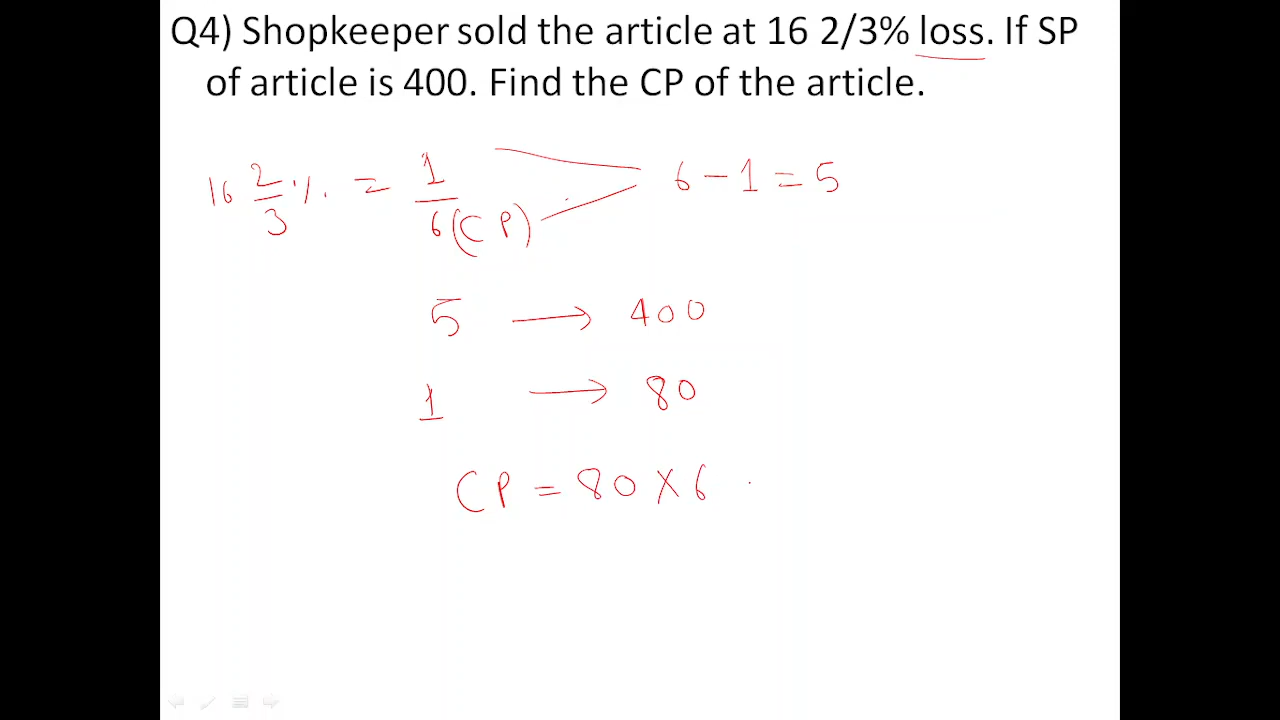 Q4) Shopkeeper sold the article at 16 2/3% loss. If SP
of article is 400. Find the CP of the article.
16 2/3 % = 1/6(CP) 6 - 1 = 5
5 → 400
1 → 80
CP = 80 × 6